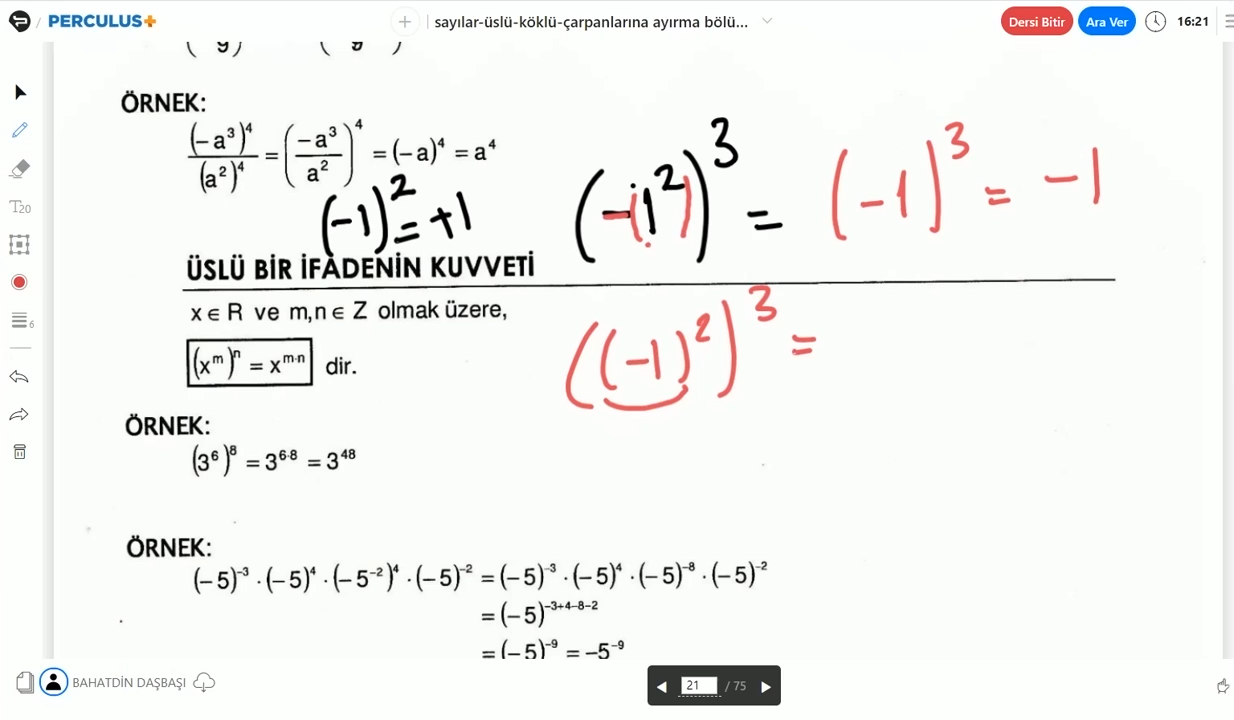 PERCULUS+
sayılar-üslü-köklü-çarpanlarına ayırma bölü...
Dersi Bitir
Ara Ver
16:21
( y ) ( y )
ÖRNEK:
(−a³)⁴/(a²)⁴ = (−a³/a²)⁴ = (−a)⁴ = a⁴
(−1)² = +1
(−1²)³ = (−1)³ = −1
ÜSLÜ BİR İFADENİN KUVVETİ
x ∈ R ve m,n ∈ Z olmak üzere,
((−1)²)³ =
(xᵐ)ⁿ = xᵐ·ⁿ dir.
ÖRNEK:
(3⁶)⁸ = 3⁶·⁸ = 3⁴⁸
ÖRNEK:
(−5)⁻³ · (−5)⁴ · (−5⁻²)⁴ · (−5)⁻² = (−5)⁻³ · (−5)⁴ · (−5)⁻⁸ · (−5)⁻²
= (−5)⁻³⁺⁴⁻⁸⁻²
= (−5)⁻⁹ = −5⁻⁹
T20
6
BAHATDİN DAŞBAŞI
21 / 75